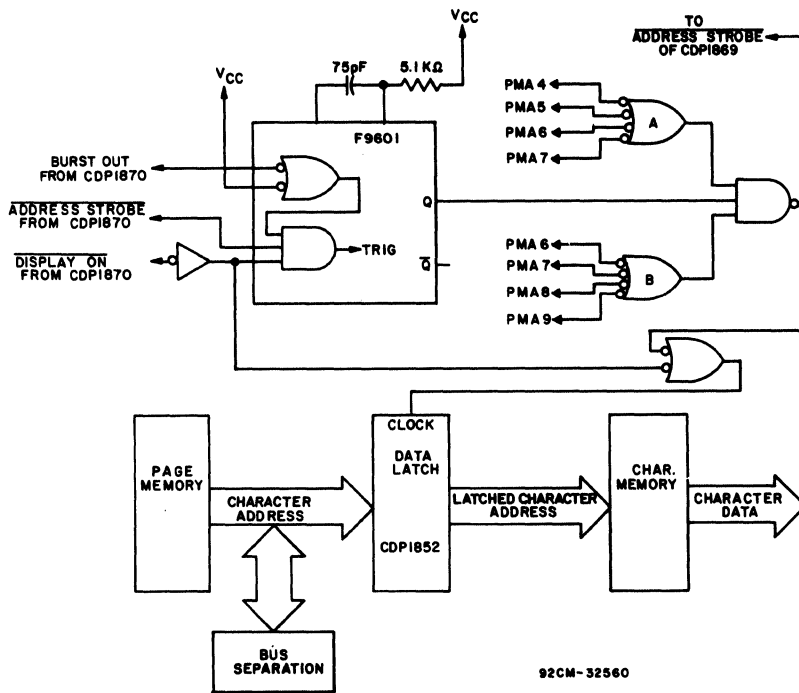 VCC
TO
ADDRESS STROBE
OF CDP1869
75pF
5.1KΩ
VCC
F9601
PMA4
PMA5
PMA6
PMA7
A
BURST OUT
FROM CDP1870
ADDRESS STROBE
FROM CDP1870
DISPLAY ON
FROM CDP1870
TRIG
Q
Q̅
PMA6
PMA7
PMA8
PMA9
B
PAGE
MEMORY
CHARACTER
ADDRESS
CLOCK
DATA
LATCH
CDP1852
LATCHED CHARACTER
ADDRESS
CHAR.
MEMORY
CHARACTER
DATA
BUS
SEPARATION
92CM-32560